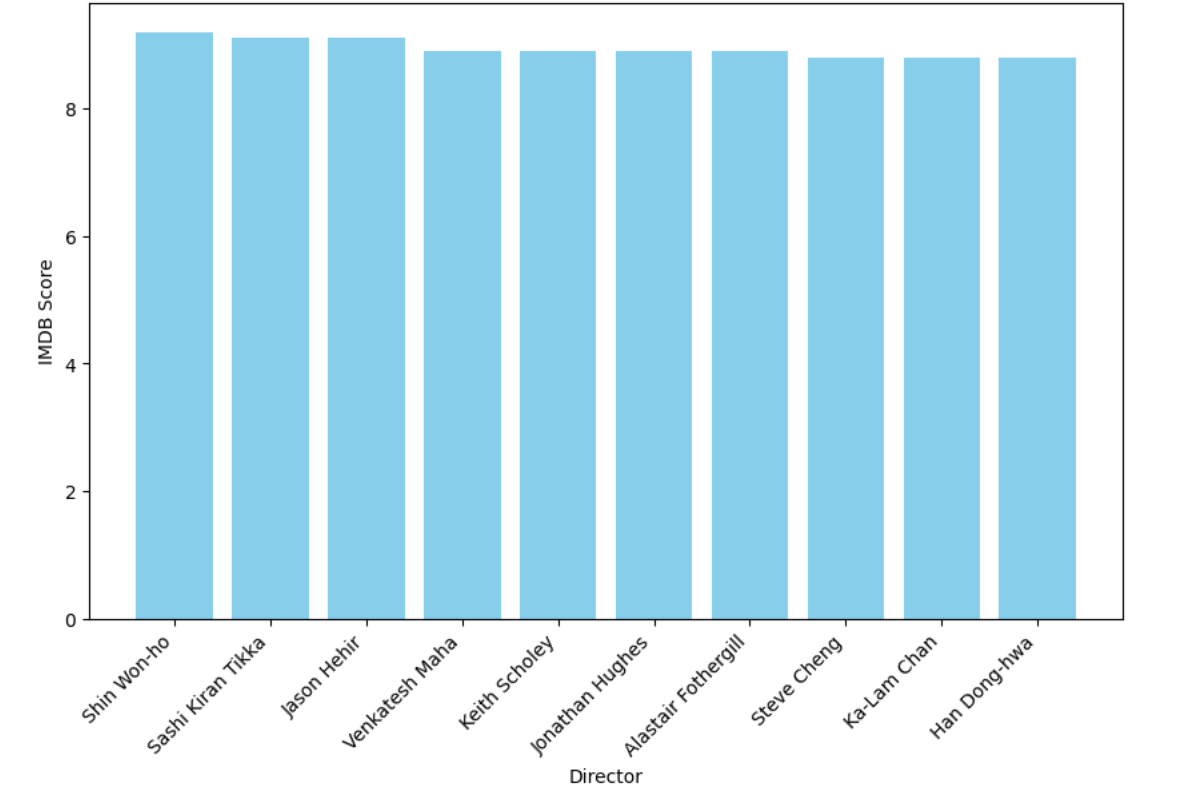 8
6
4
2
0
IMDB Score
Shin Won-ho
Sashi Kiran Tikka
Jason Hehir
Venkatesh Maha
Keith Scholey
Jonathan Hughes
Alastair Fothergill
Steve Cheng
Ka-Lam Chan
Han Dong-hwa
Director